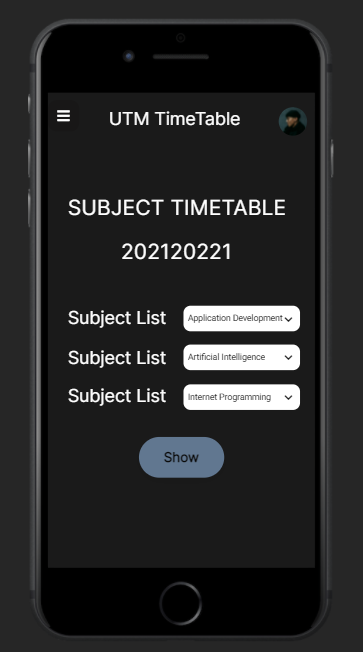 UTM TimeTable
SUBJECT TIMETABLE
202120221
Subject List Application Development
Subject List Artificial Intelligence
Subject List Internet Programming
Show